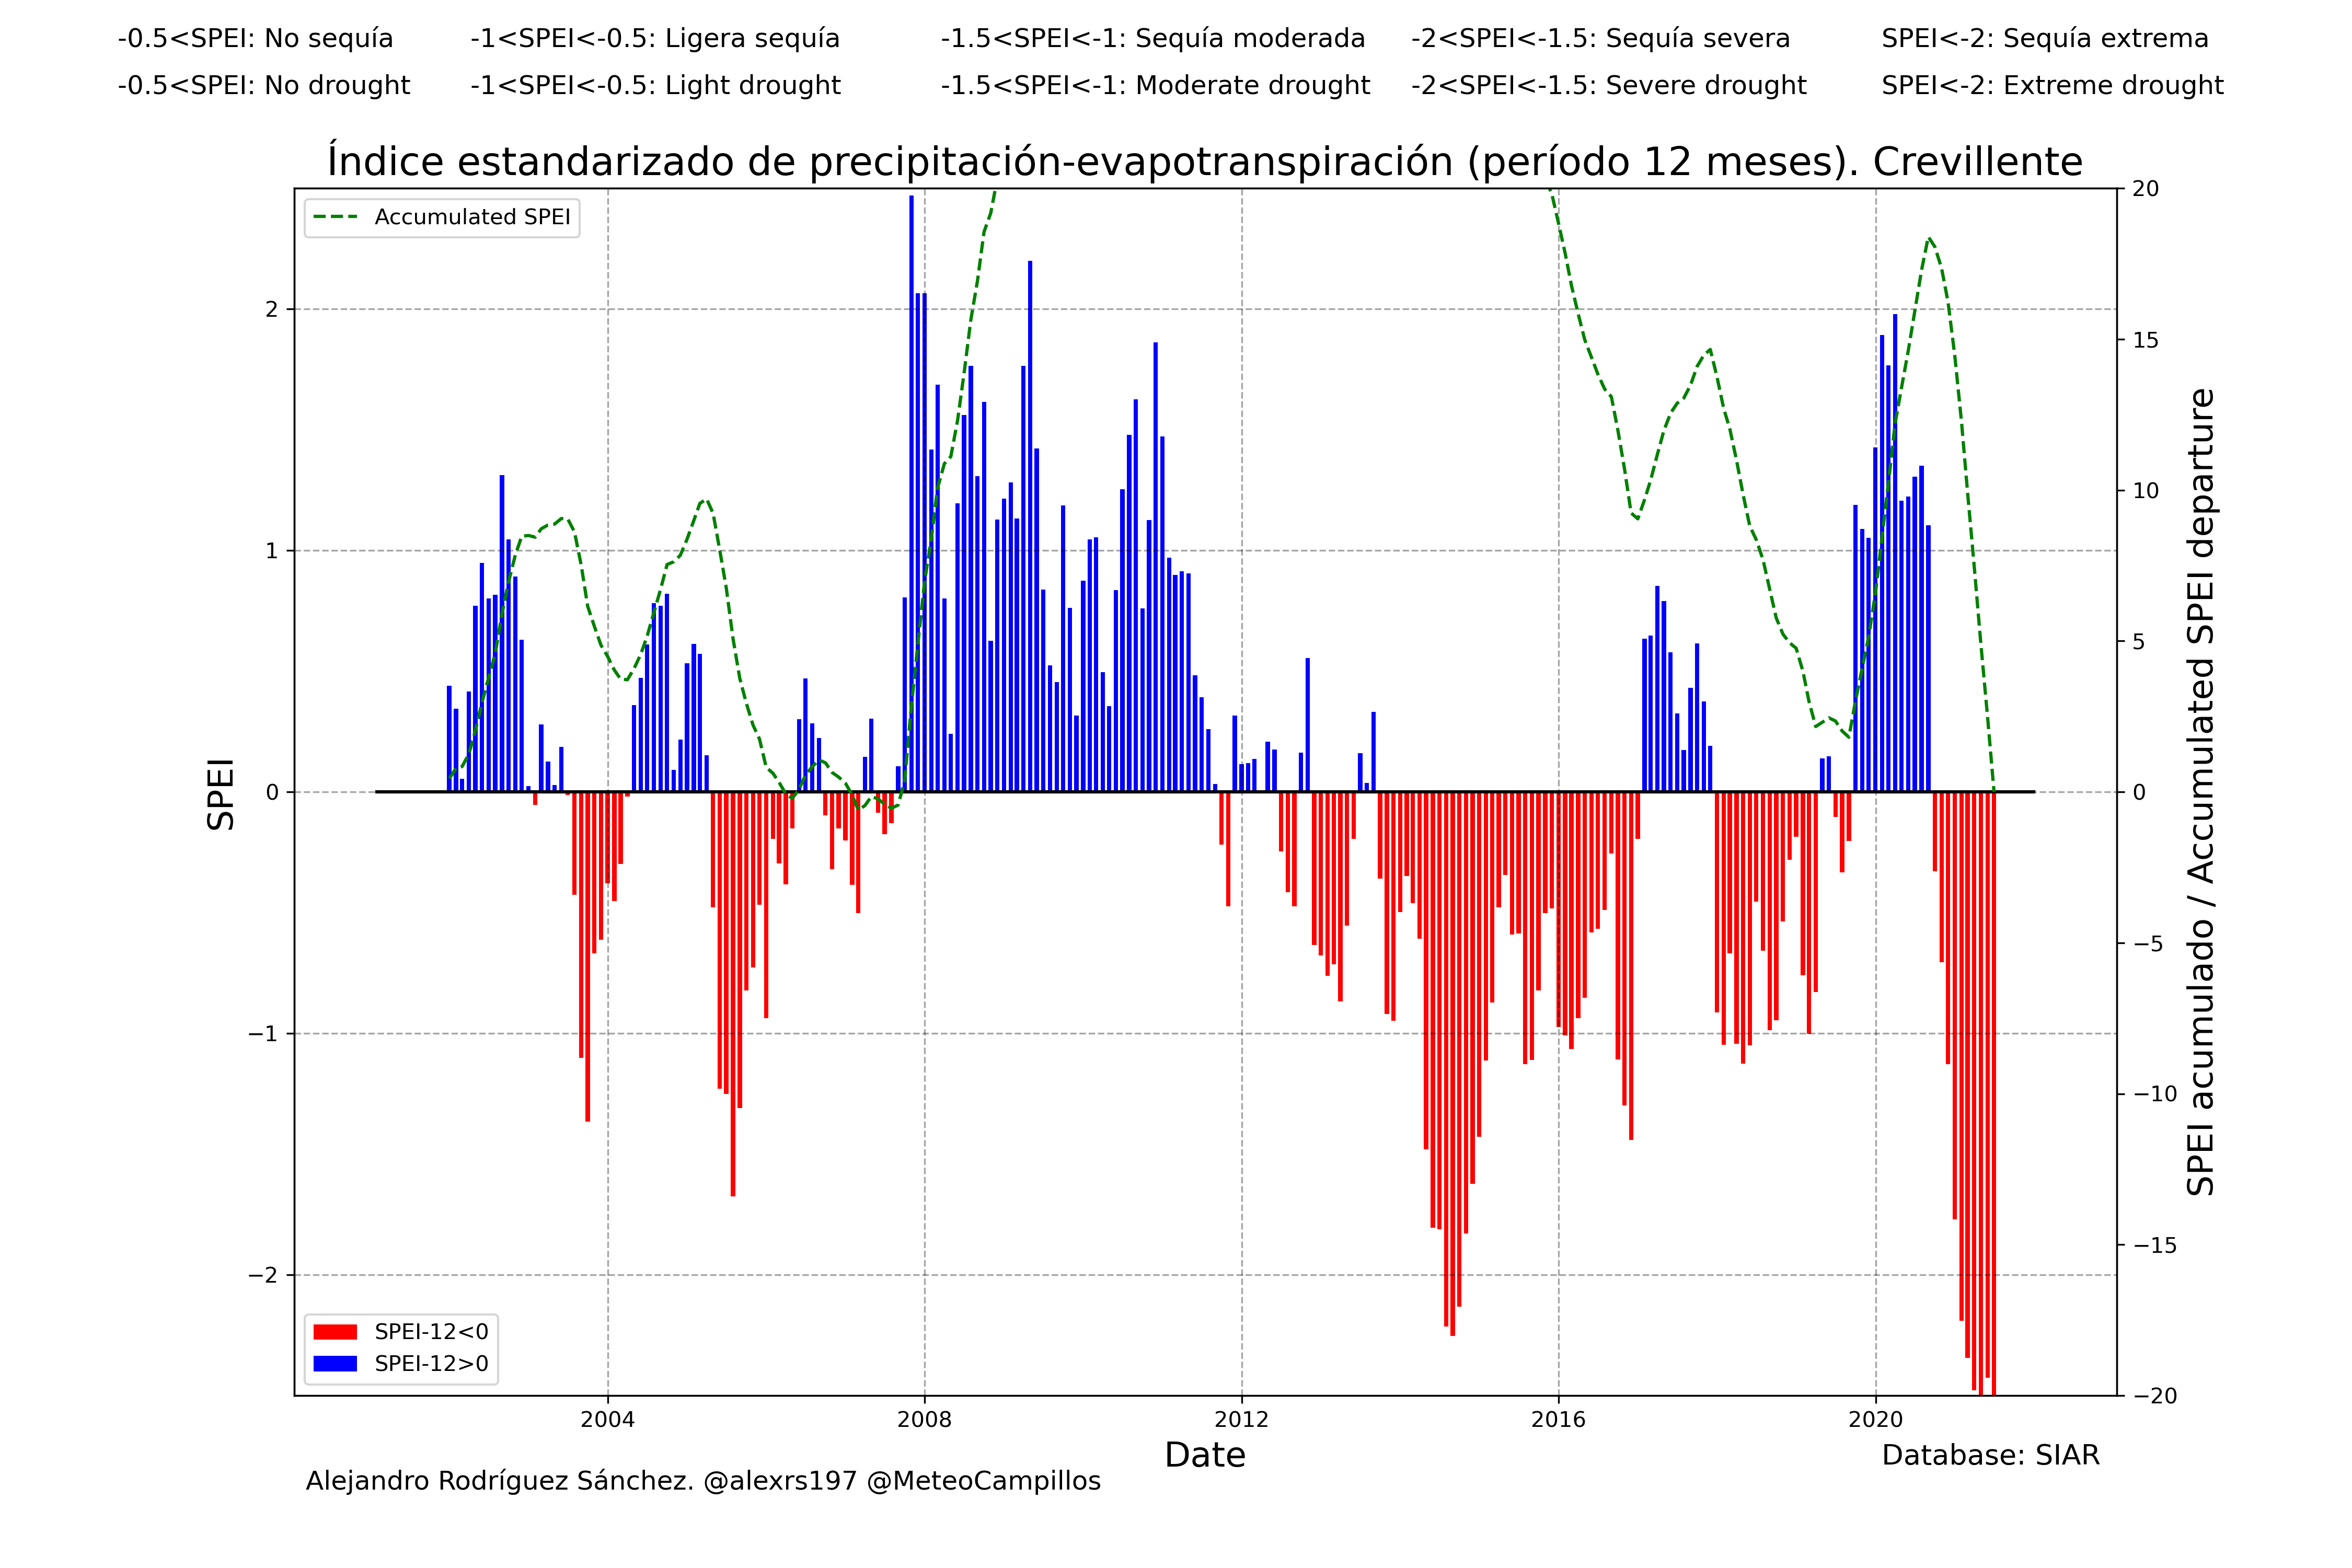 -0.5<SPEI: No sequía -1<SPEI<-0.5: Ligera sequía -1.5<SPEI<-1: Sequía moderada -2<SPEI<-1.5: Sequía severa SPEI<-2: Sequía extrema
-0.5<SPEI: No drought -1<SPEI<-0.5: Light drought -1.5<SPEI<-1: Moderate drought -2<SPEI<-1.5: Severe drought SPEI<-2: Extreme drought
Índice estandarizado de precipitación-evapotranspiración (período 12 meses). Crevillente
Accumulated SPEI
2
1
0
−1
−2
SPEI
20
15
10
5
0
−5
−10
−15
−20
SPEI acumulado / Accumulated SPEI departure
SPEI-12<0
SPEI-12>0
2004 2008 2012 2016 2020
Date
Database: SIAR
Alejandro Rodríguez Sánchez. @alexrs197 @MeteoCampillos